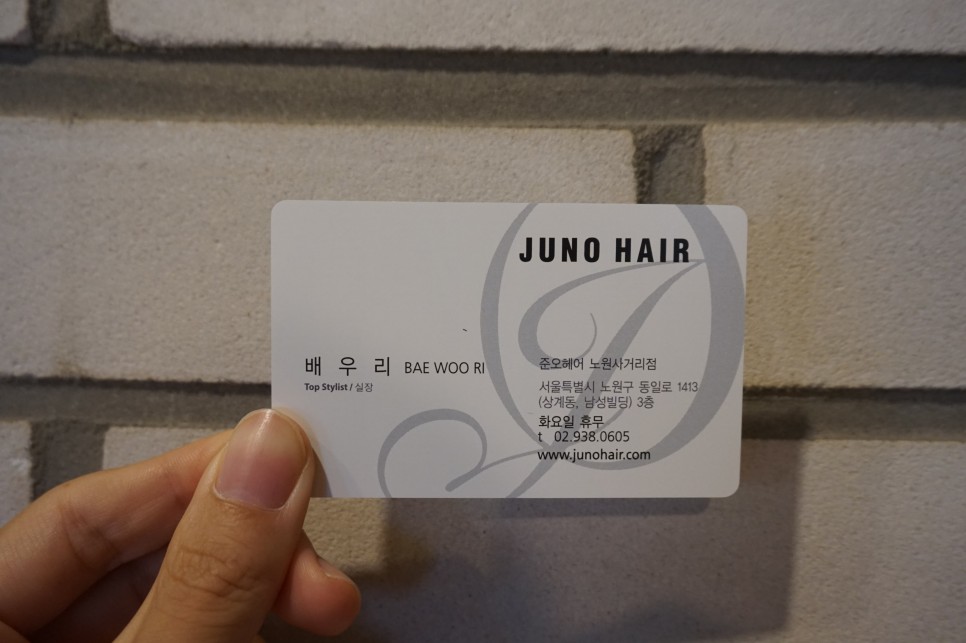 JUNO HAIR
배 우 리 BAE WOO RI
Top Stylist / 실장
준오헤어 노원사거리점
서울특별시 노원구 동일로 1413
(상계동, 남성빌딩) 3층
화요일 휴무
t 02.938.0605
www.junohair.com